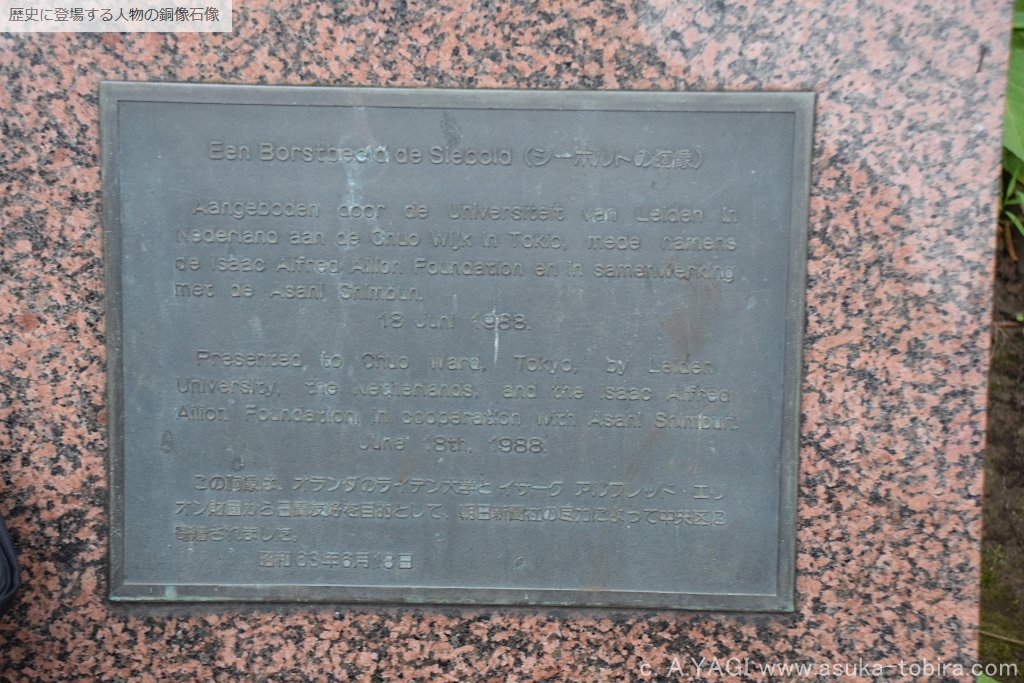 歴史に登場する人物の銅像石像
Een Borstbeeld de Siebold (シーボルトの胸像)
Aangeboden door de Universiteit van Leiden in
Nederland aan de Chuo Wijk in Tokio, mede namens
de Isaac Alfred Ailion Foundation en in samenwerking
met de Asahi Shimbun.
18 Juni 1988.
Presented to Chuo Ward, Tokyo, by Leiden
University, the Netherlands, and the Isaac Alfred
Ailion Foundation, in cooperation with Asahi Shimbun.
June 18th, 1988.
この胸像は、オランダのライデン大学と イサーク アルフレット・エリ
オン財団から日蘭友好を目的として、朝日新聞社の尽力によって中央区に
寄贈されました。
昭和 63年6月18日
c. A.YAGI www.asuka-tobira.com